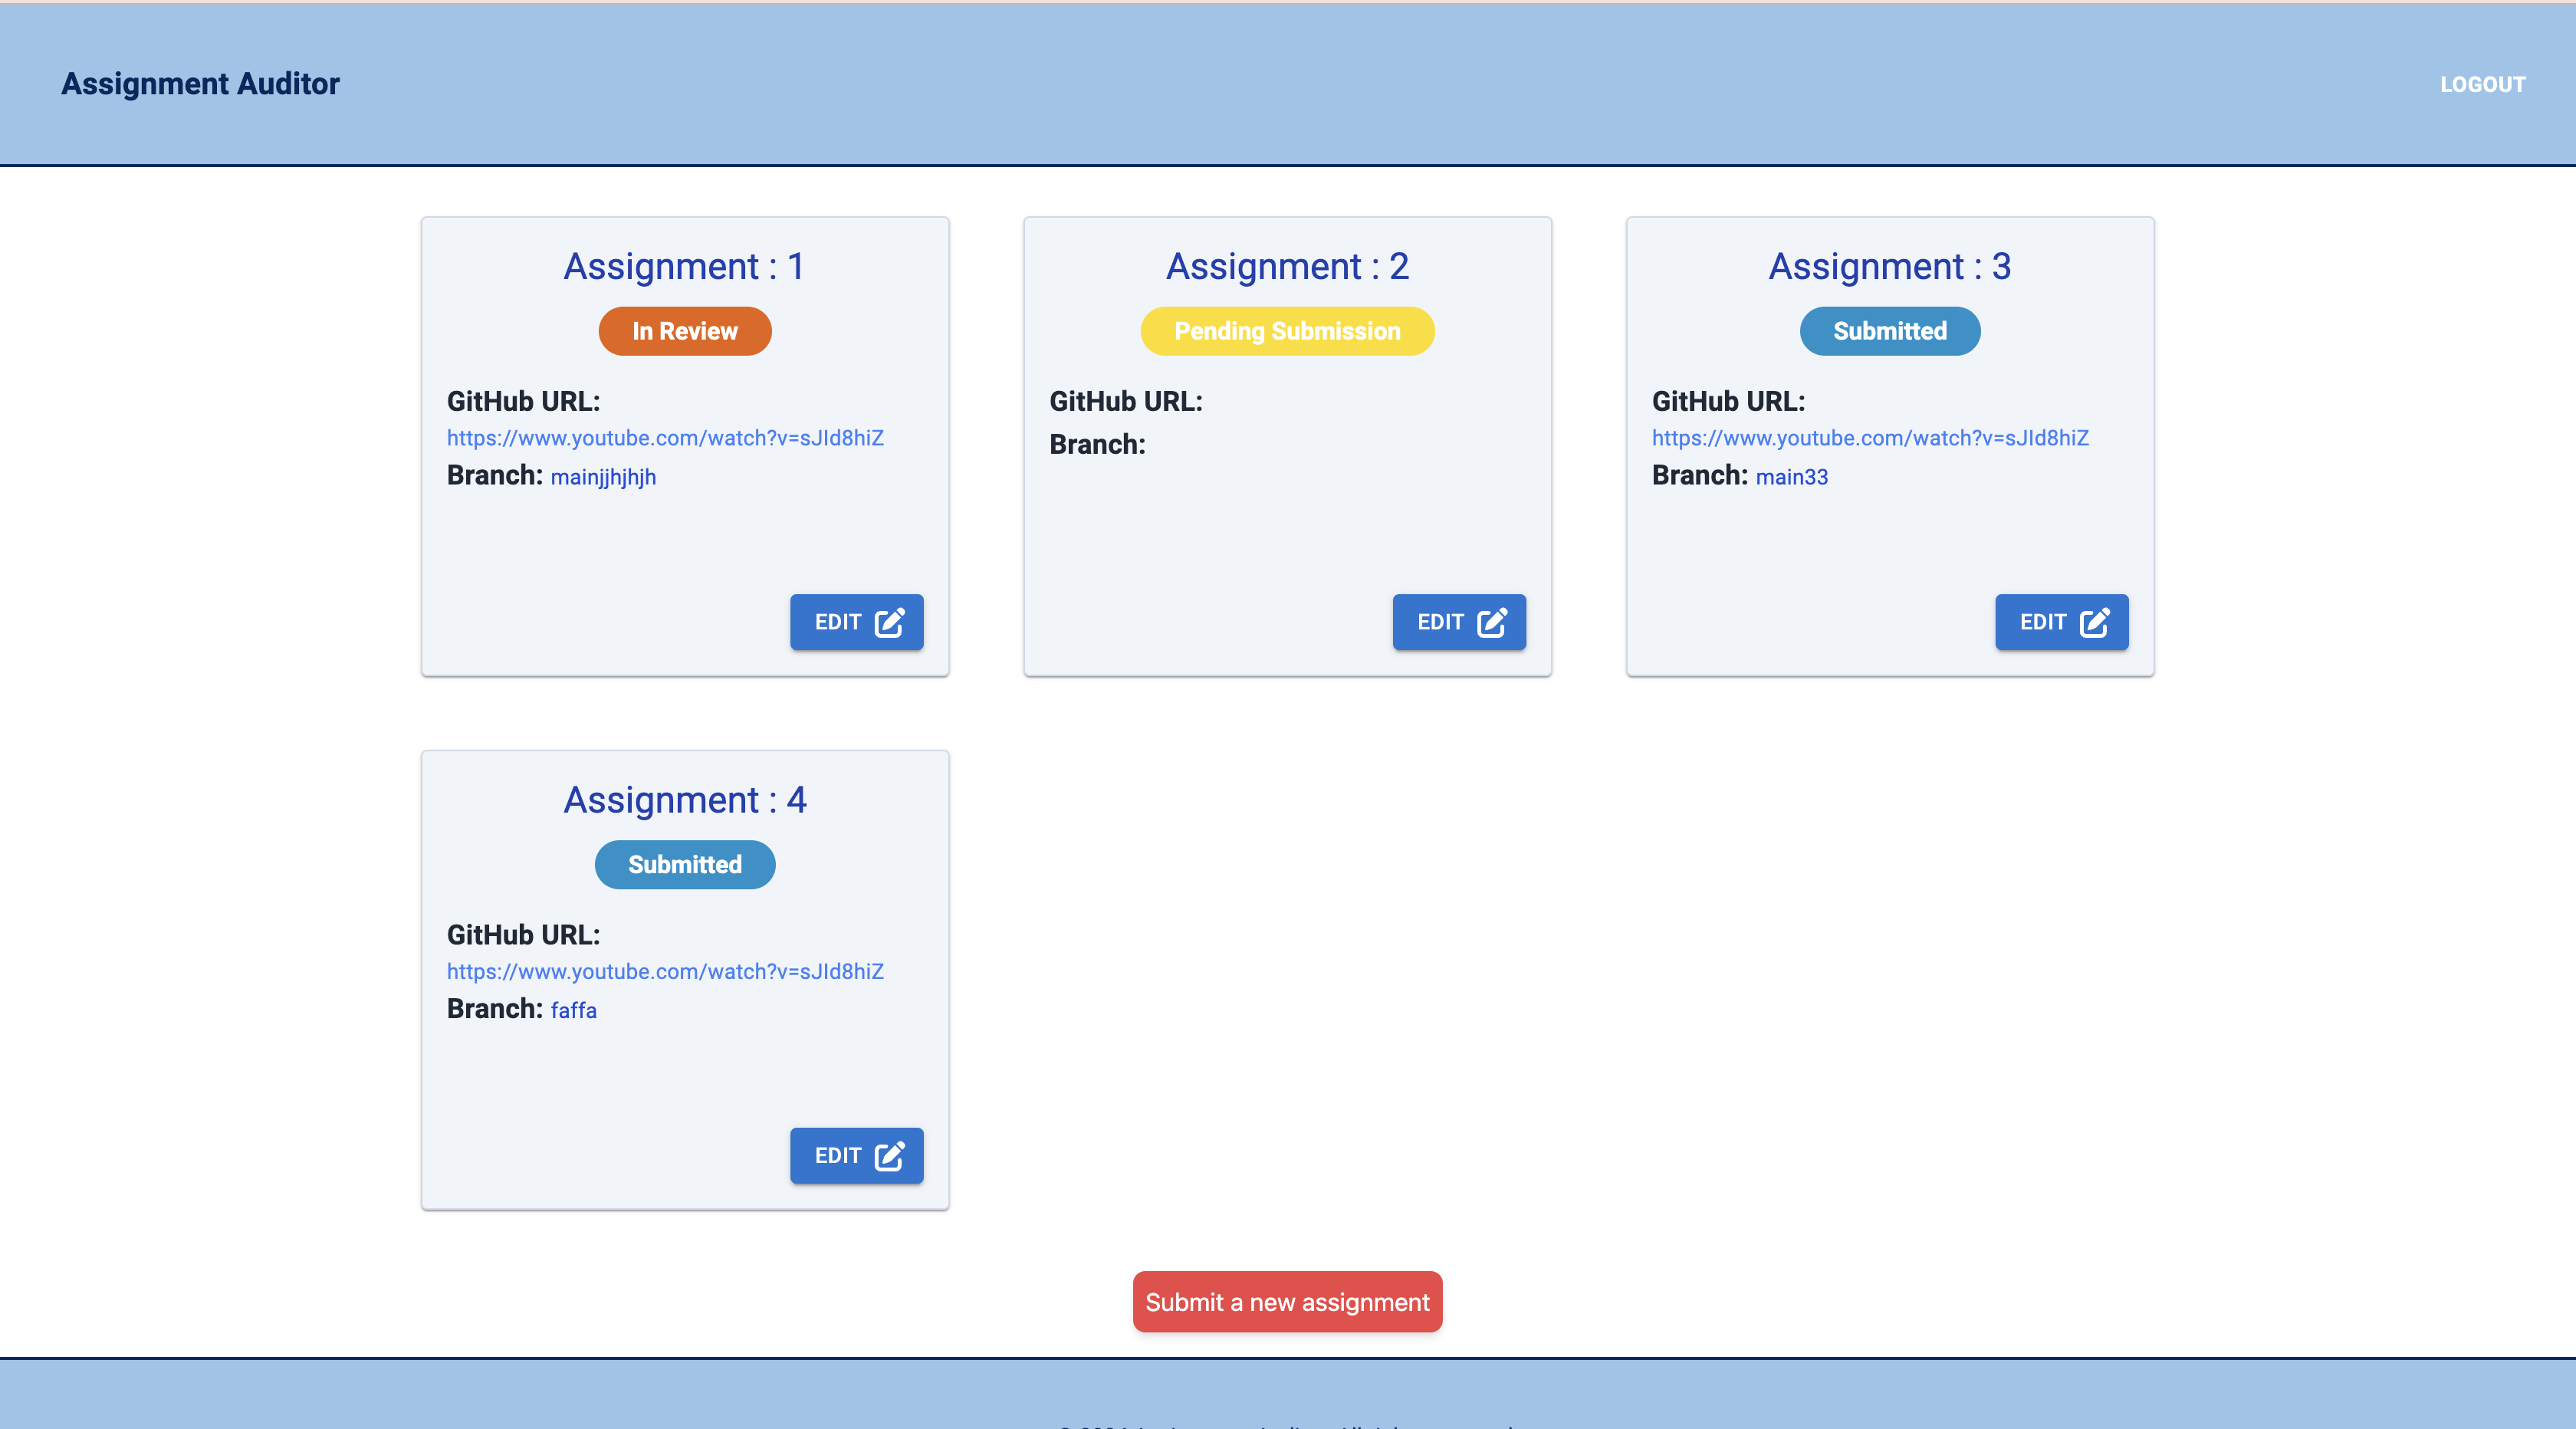 Assignment Auditor
LOGOUT
Assignment : 1
In Review
GitHub URL:
https://www.youtube.com/watch?v=sJId8hiZ
Branch: mainjjhjhjh
EDIT
Assignment : 2
Pending Submission
GitHub URL:
Branch:
EDIT
Assignment : 3
Submitted
GitHub URL:
https://www.youtube.com/watch?v=sJId8hiZ
Branch: main33
EDIT
Assignment : 4
Submitted
GitHub URL:
https://www.youtube.com/watch?v=sJId8hiZ
Branch: faffa
EDIT
Submit a new assignment